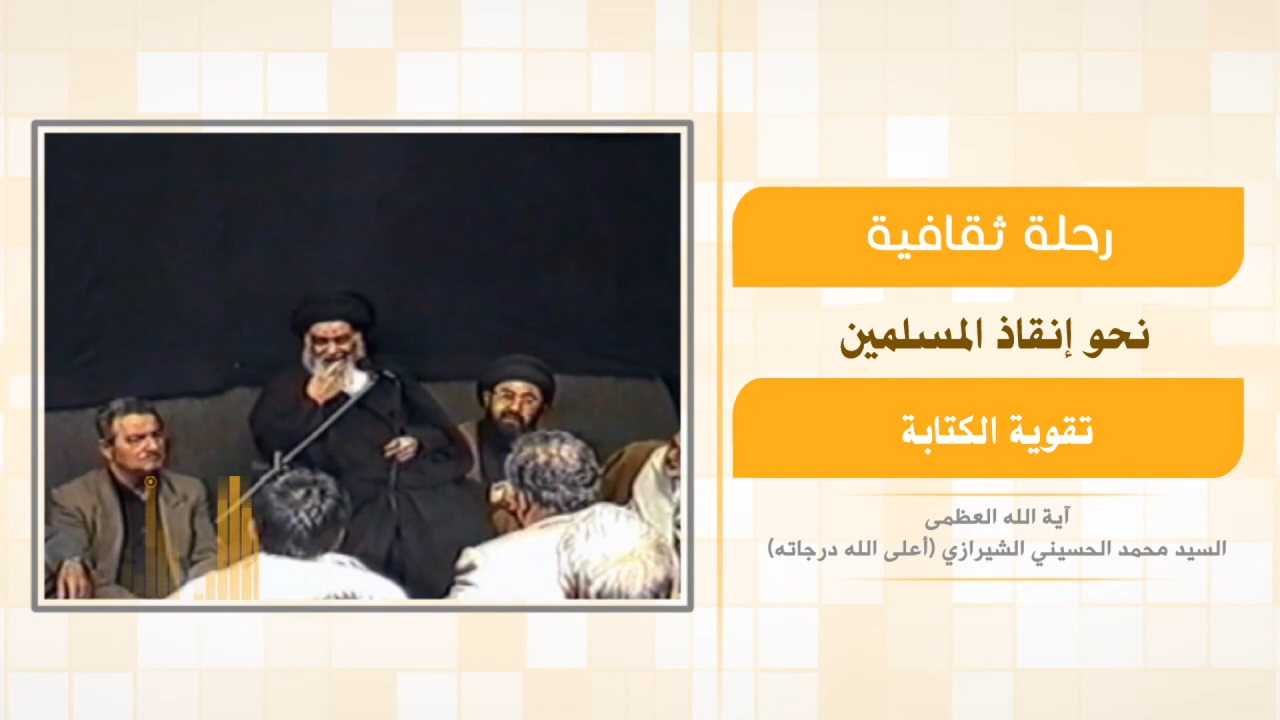 رحلة ثقافية
نحو إنقاذ المسلمين
تقوية الكتابة
آية الله العظمى
السيد محمد الحسيني الشيرازي (أعلى الله درجاته)